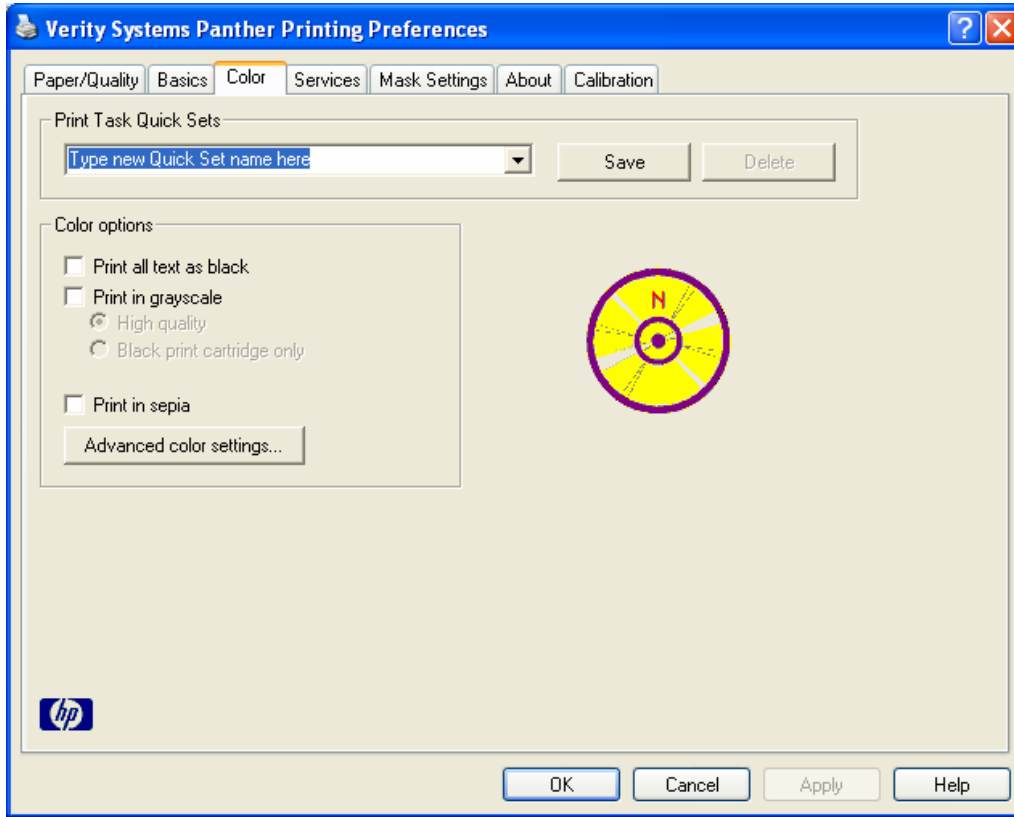 Verity Systems Panther Printing Preferences
Paper/Quality Basics Color Services Mask Settings About Calibration
Print Task Quick Sets
Type new Quick Set name here Save Delete
Color options
Print all text as black
Print in grayscale
High quality
Black print cartridge only
Print in sepia
Advanced color settings...
N
hp
OK Cancel Apply Help